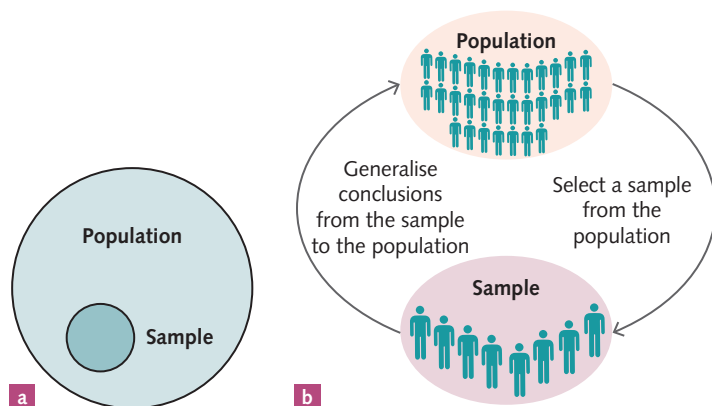 Population
Sample
a
Population
Generalise
conclusions
from the sample
to the population
Select a sample
from the
population
Sample
b